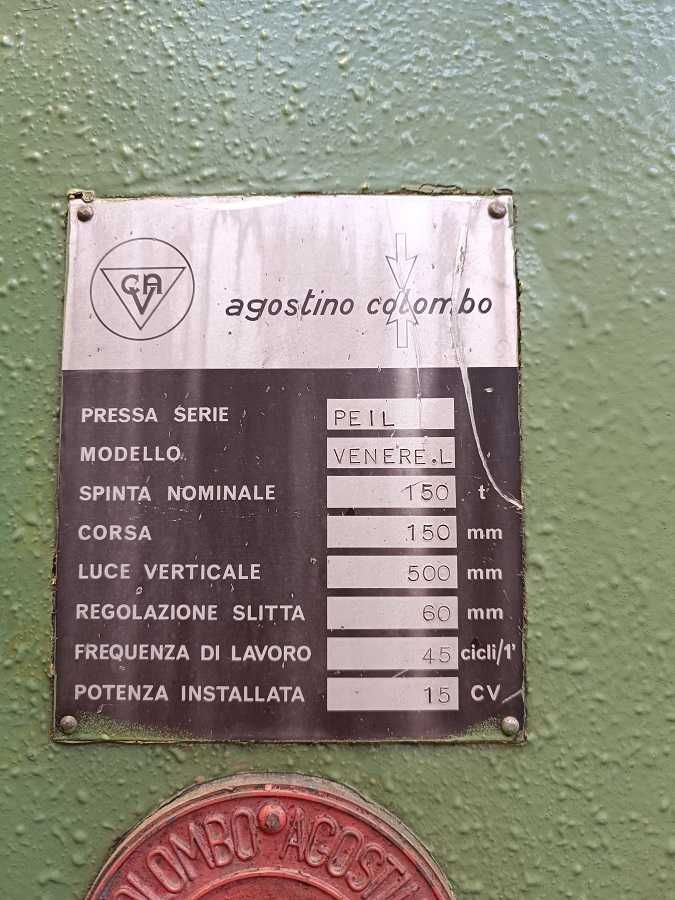 CAV
agostino colombo
PRESSA SERIE PEIL
MODELLO VENERE.L
SPINTA NOMINALE 150 t
CORSA 150 mm
LUCE VERTICALE 500 mm
REGOLAZIONE SLITTA 60 mm
FREQUENZA DI LAVORO 45 cicli/1'
POTENZA INSTALLATA 15 CV
OLOMBO • AGOSTI